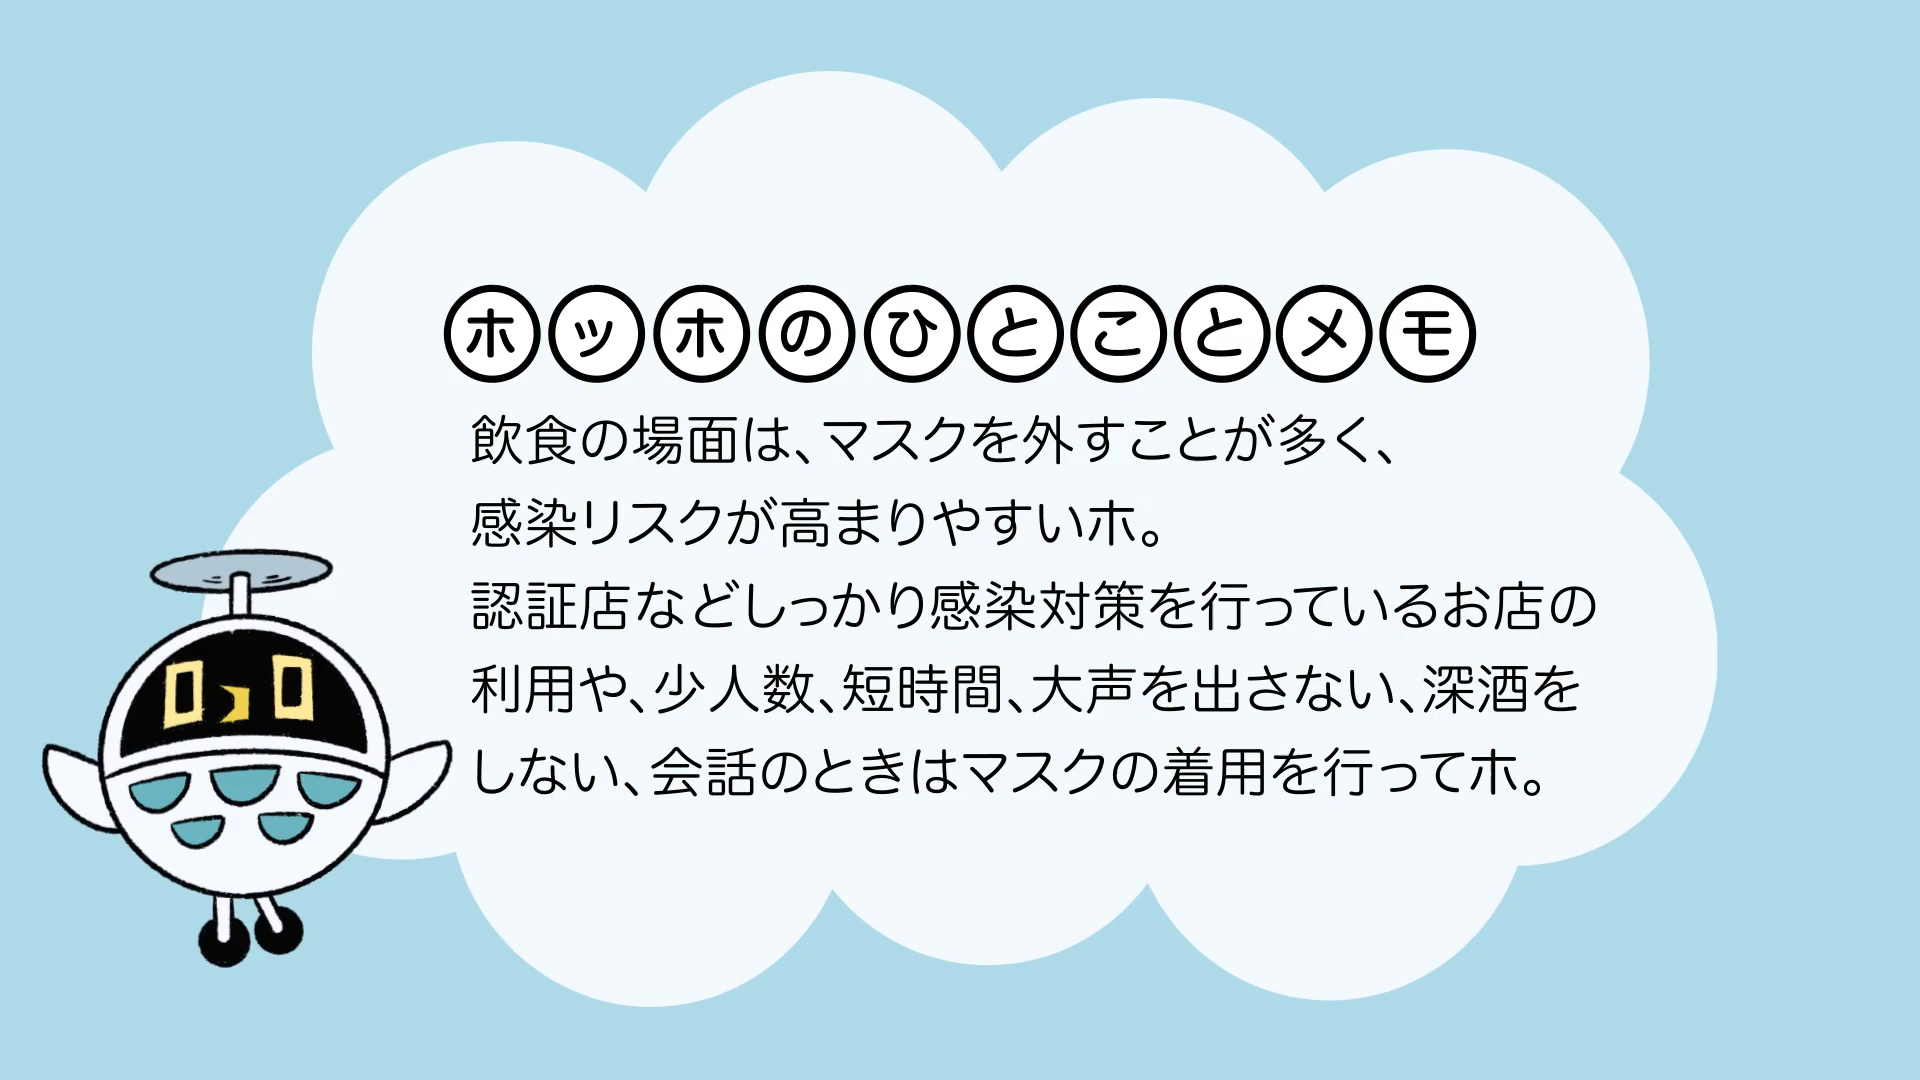 ホッホのひとことメモ
飲食の場面は、マスクを外すことが多く、
感染リスクが高まりやすいホ。
認証店などしっかり感染対策を行っているお店の
利用や、少人数、短時間、大声を出さない、深酒を
しない、会話のときはマスクの着用を行ってホ。